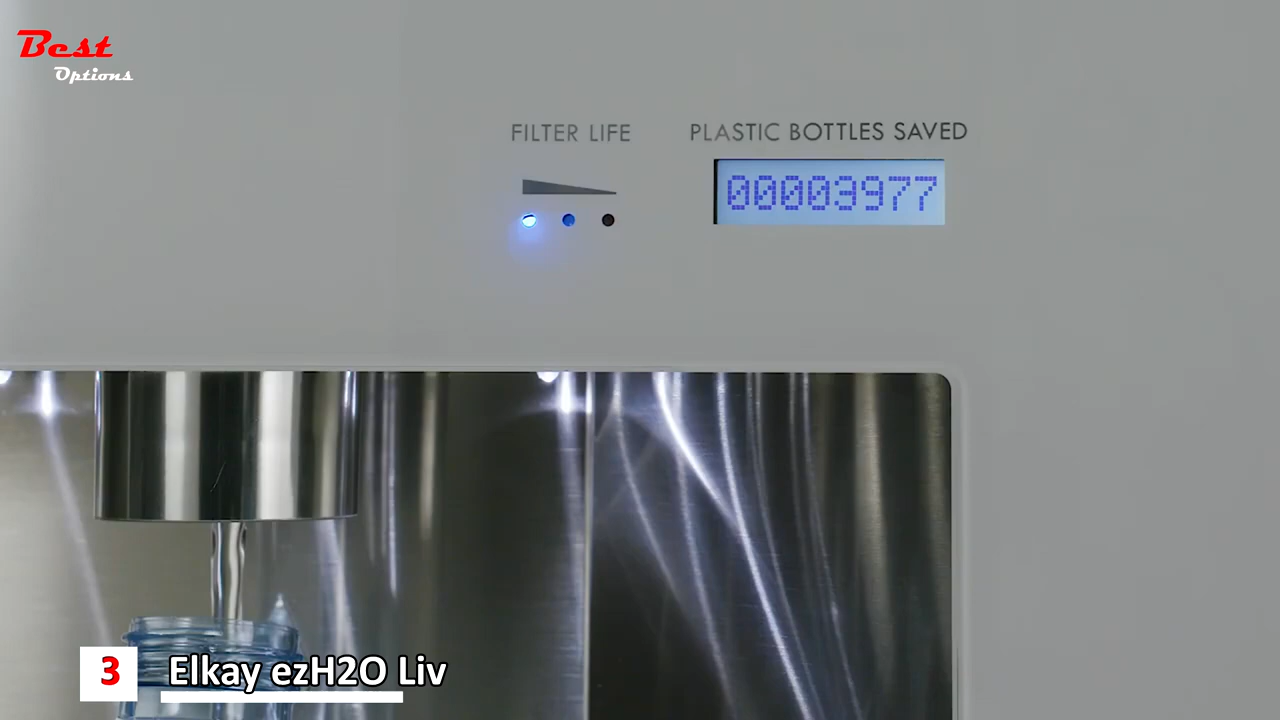 Best
Options
FILTER LIFE
PLASTIC BOTTLES SAVED
00003977
3
Elkay ezH2O Liv